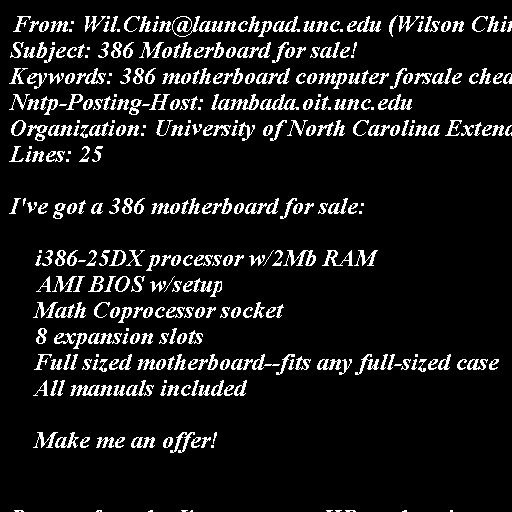 From: Wil.Chin@launchpad.unc.edu (Wilson Chin
Subject: 386 Motherboard for sale!
Keywords: 386 motherboard computer forsale
Nntp-Posting-Host: lambada.oit.unc.edu
Organization: University of North Carolina
Lines: 25
I've got a 386 motherboard for sale:
i386-25DX processor w/2Mb RAM
AMI BIOS w/setup
Math Coprocessor socket
8 expansion slots
Full sized motherboard--fits any full-sized case
All manuals included
Make me an offer!